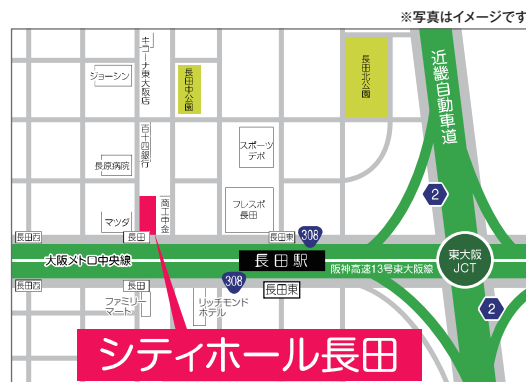 ※写真はイメージです
キコーナ東大阪店
ジョーシン
長田中公園
長田北公園
近畿自動車道
百十四銀行
スポーツ
デポ
長原病院
2
マツダ
商工中金
フレスポ
長田
長田西
長田
長田東
308
大阪メトロ中央線
長田駅
阪神高速13号東大阪線
東大阪
JCT
308
長田西
長田
長田東
ファミリー
マート
リッチモンド
ホテル
2
シティホール長田